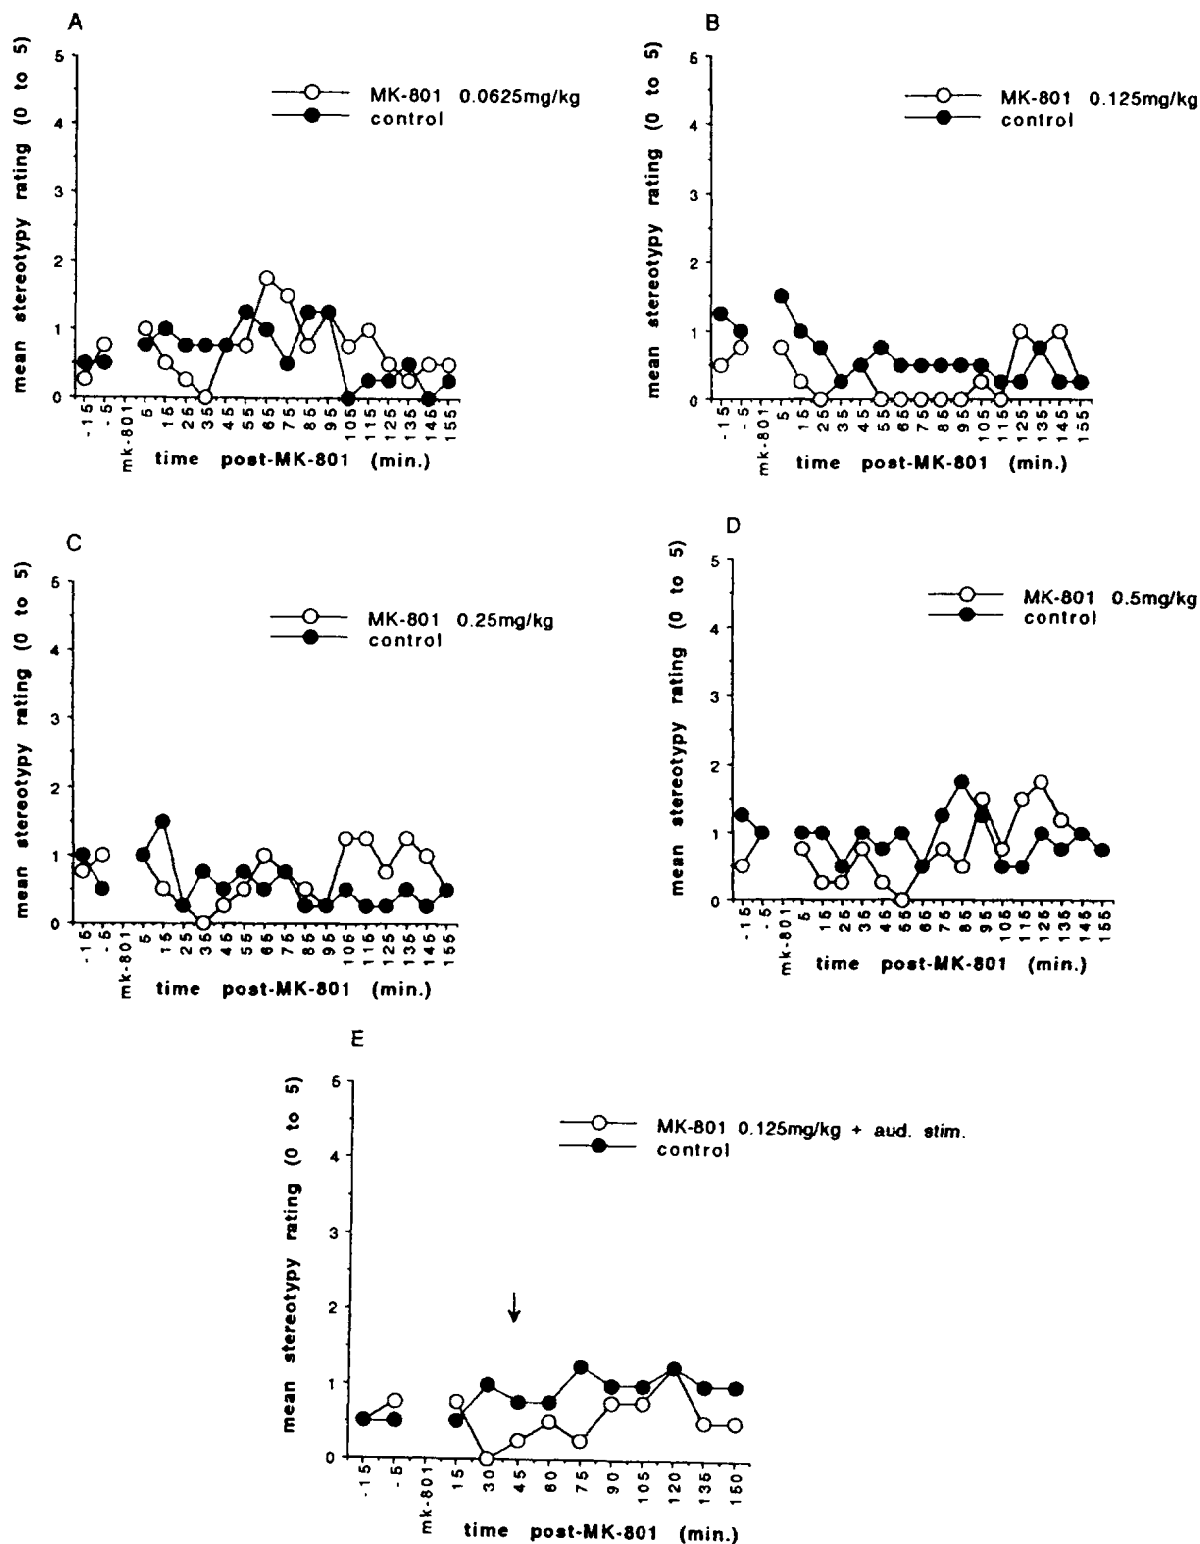 A
mean stereotypy rating (0 to 5)
5
4
3
2
1
0
MK-801 0.0625mg/kg
control
-15 -5 mk-801 5 15 25 35 45 55 65 75 85 95 105 115 125 135 145 155
time post-MK-801 (min.)
B
mean stereotypy rating (0 to 5)
5
4
3
2
1
0
MK-801 0.125mg/kg
control
-15 -5 mk-801 5 15 25 35 45 55 65 75 85 95 105 115 125 135 145 155
time post-MK-801 (min.)
C
mean stereotypy rating (0 to 5)
5
4
3
2
1
0
MK-801 0.25mg/kg
control
-15 -5 mk-801 5 15 25 35 45 55 65 75 85 95 105 115 125 135 145 155
time post-MK-801 (min.)
D
mean stereotypy rating (0 to 5)
5
4
3
2
1
0
MK-801 0.5mg/kg
control
-15 -5 mk-801 5 15 25 35 45 55 65 75 85 95 105 115 125 135 145 155
time post-MK-801 (min.)
E
mean stereotypy rating (0 to 5)
5
4
3
2
1
0
MK-801 0.125mg/kg + aud. stim.
control
-15 -5 mk-801 15 30 45 60 75 90 105 120 135 150
time post-MK-801 (min.)